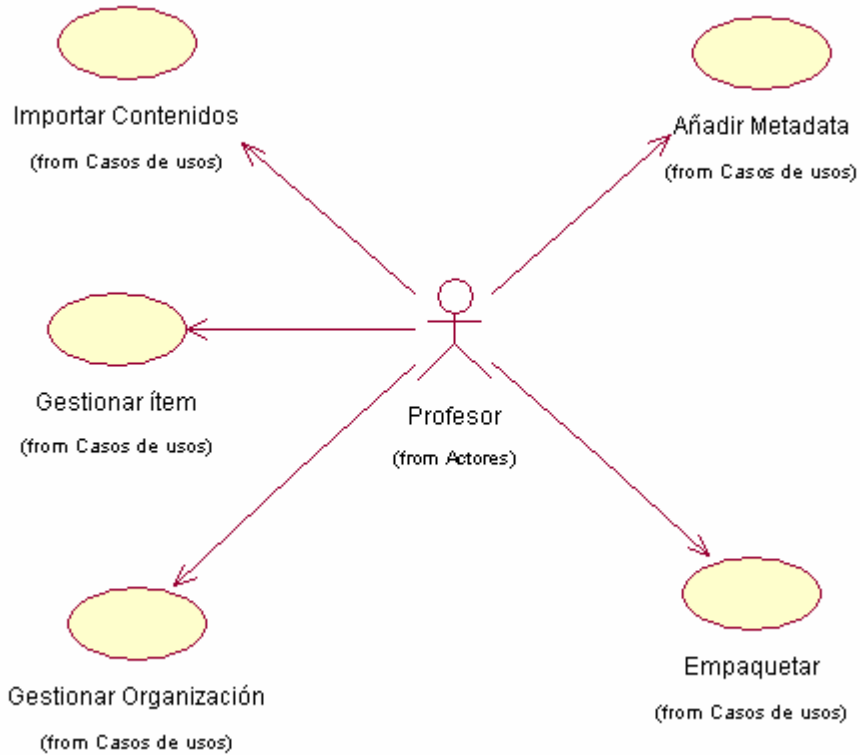 Importar Contenidos
(from Casos de usos)
Añadir Metadata
(from Casos de usos)
Gestionar ítem
(from Casos de usos)
Profesor
(from Actores)
Gestionar Organización
(from Casos de usos)
Empaquetar
(from Casos de usos)